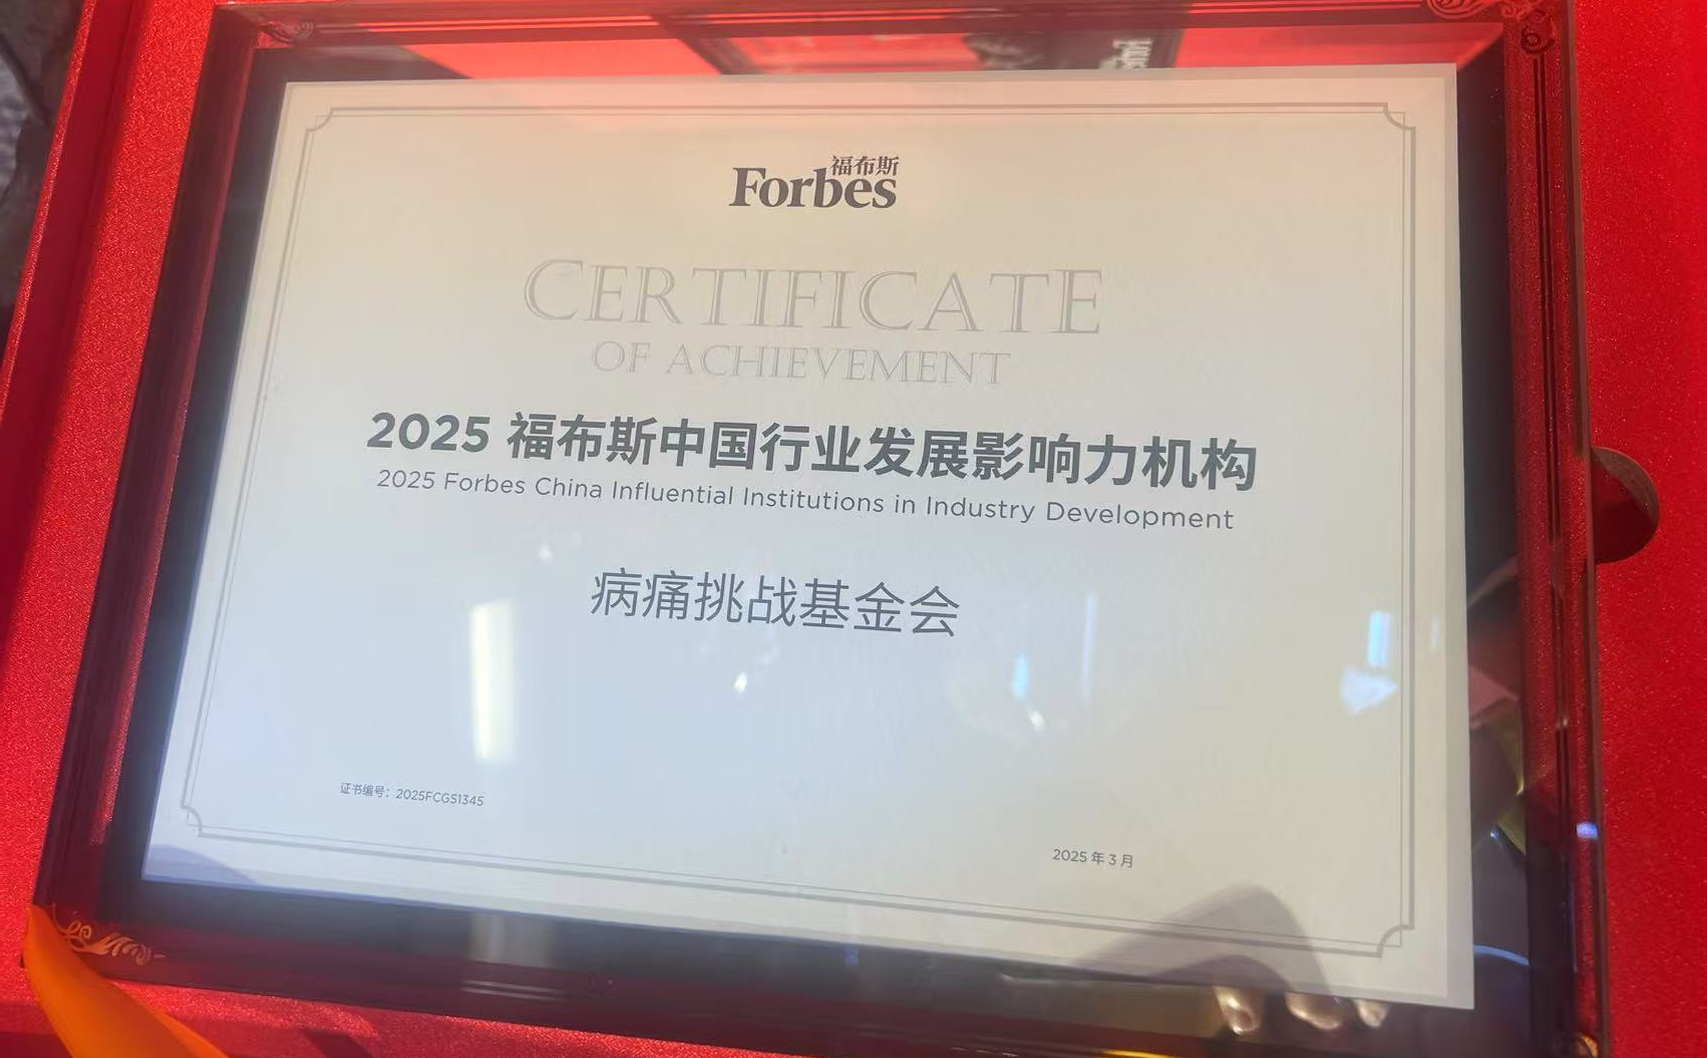 福布斯
Forbes
CERTIFICATE
OF ACHIEVEMENT
2025 福布斯中国行业发展影响力机构
2025 Forbes China Influential Institutions in Industry Development
病痛挑战基金会
证书编号：2025FCGS1345
2025 年 3 月